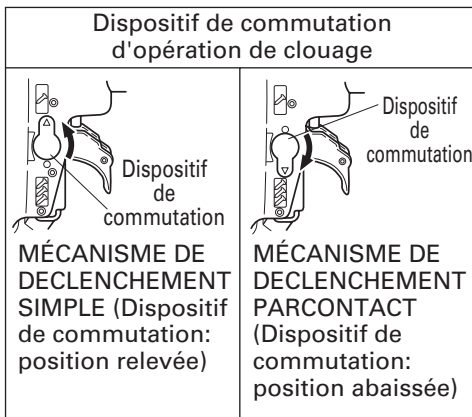 Dispositif de commutation
d'opération de clouage
Dispositif
de
commutation
MÉCANISME DE
DECLENCHEMENT
SIMPLE (Dispositif
de commutation:
position relevée)
Dispositif
de
commutation
MÉCANISME DE
DECLENCHEMENT
PARCONTACT
(Dispositif de
commutation:
position abaissée)